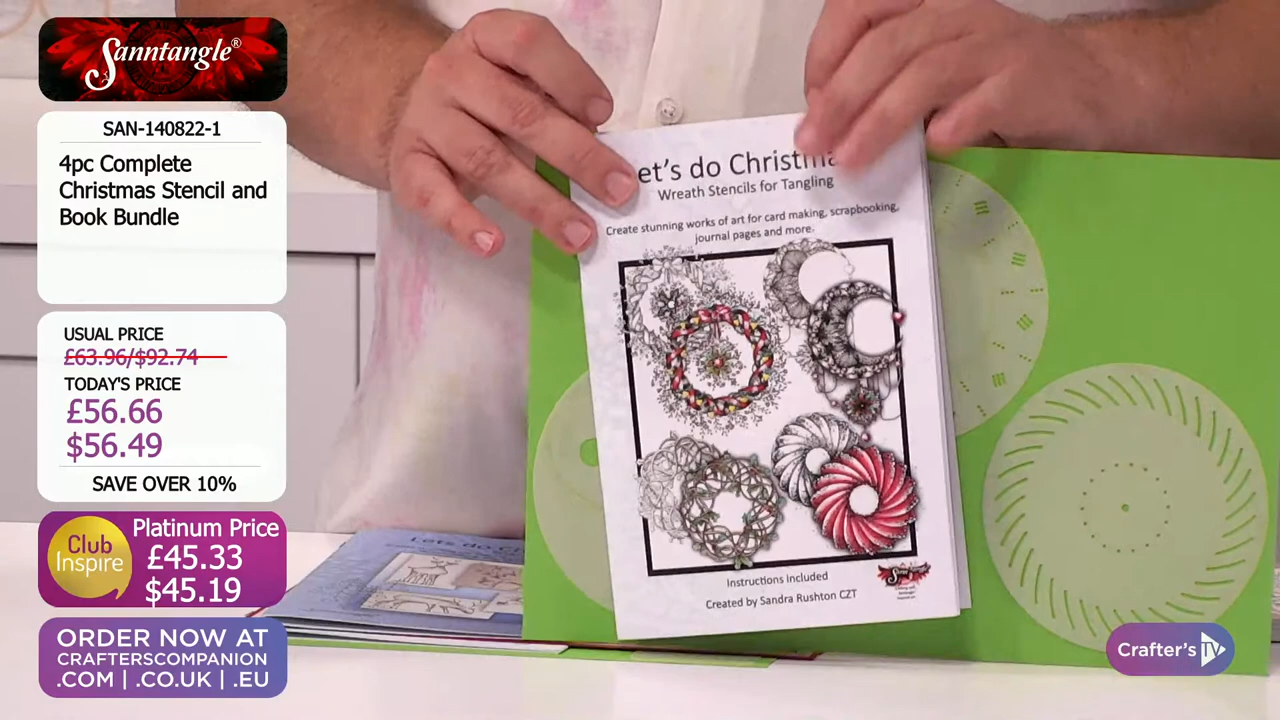 Sanntangle®
SAN-140822-1
4pc Complete
Christmas Stencil and
Book Bundle
USUAL PRICE
£63.96/$92.74
TODAY'S PRICE
£56.66
$56.49
SAVE OVER 10%
Club
Inspire
Platinum Price
£45.33
$45.19
ORDER NOW AT
CRAFTERSCOMPANION
.COM | .CO.UK | .EU
et's do Christma
Wreath Stencils for Tangling
Create stunning works of art for card making, scrapbooking,
journal pages and more.
Instructions included
Created by Sandra Rushton CZT
Lets do C
Crafter's TV